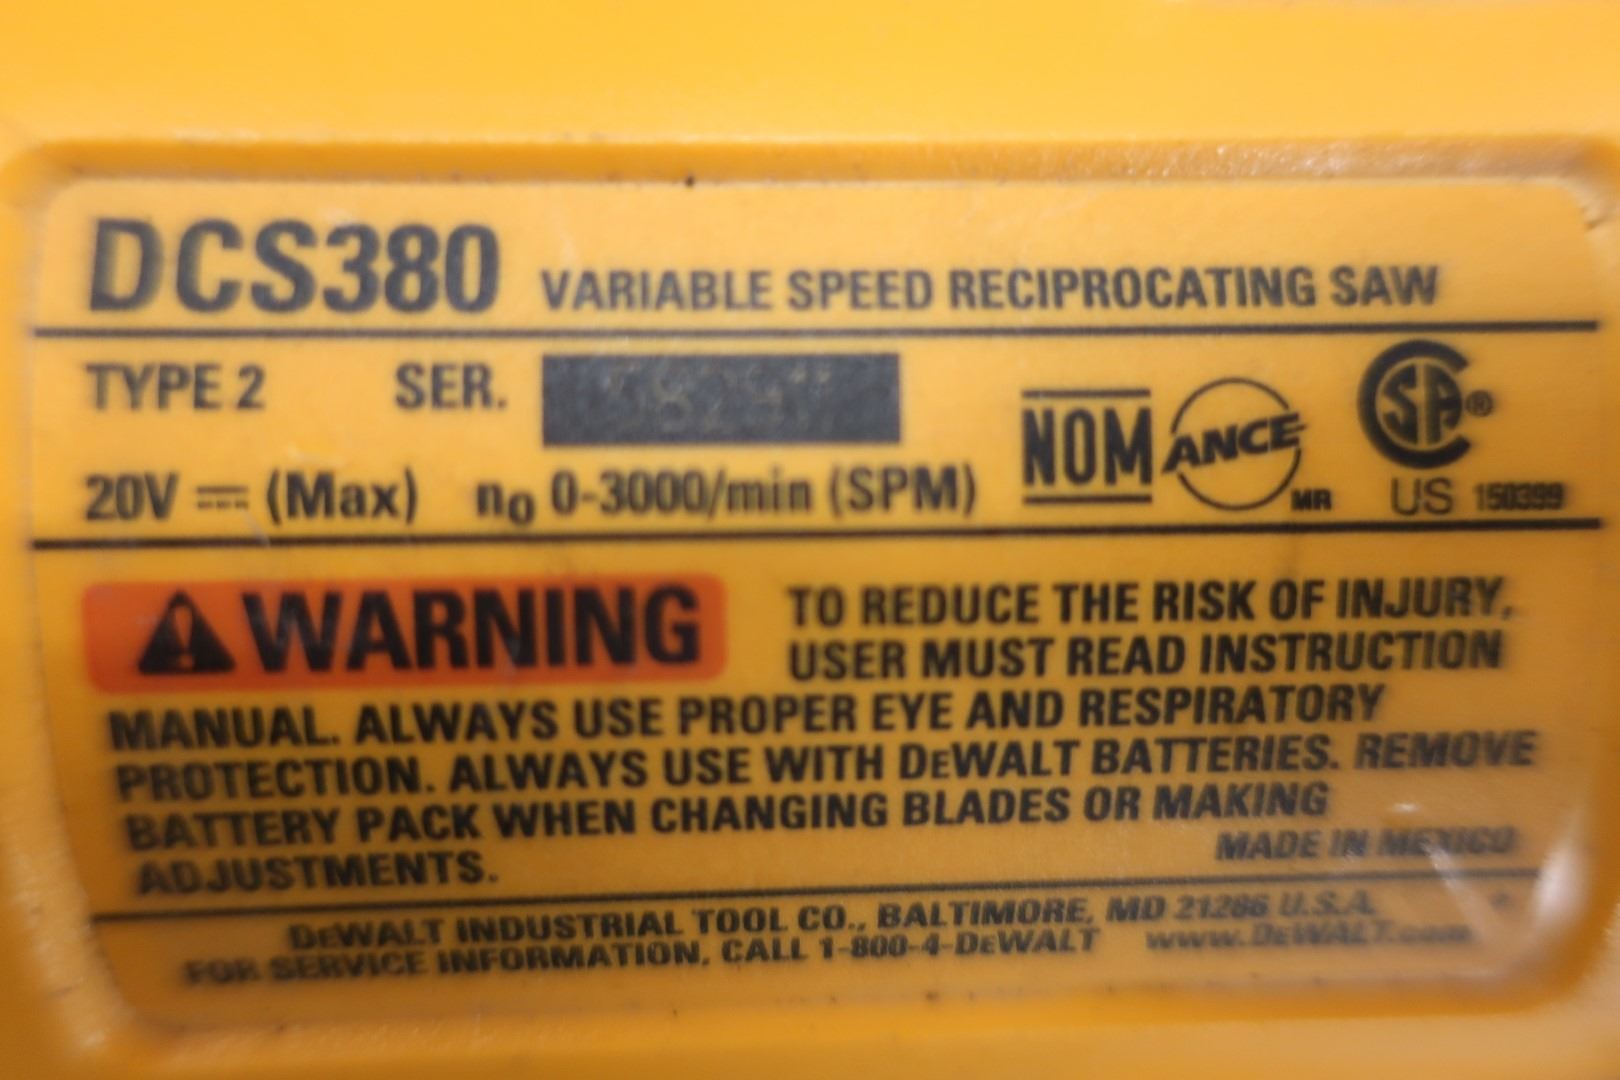 DCS380 VARIABLE SPEED RECIPROCATING SAW
TYPE 2 SER.
NOM ANCE MR
CSA® US 150399
20V ⎓ (Max) n₀ 0-3000/min (SPM)
⚠ WARNING TO REDUCE THE RISK OF INJURY,
USER MUST READ INSTRUCTION
MANUAL. ALWAYS USE PROPER EYE AND RESPIRATORY
PROTECTION. ALWAYS USE WITH DEWALT BATTERIES. REMOVE
BATTERY PACK WHEN CHANGING BLADES OR MAKING
ADJUSTMENTS.
MADE IN MEXICO
DEWALT INDUSTRIAL TOOL CO., BALTIMORE, MD 21286 U.S.A.
FOR SERVICE INFORMATION, CALL 1-800-4-DEWALT www.DEWALT.com